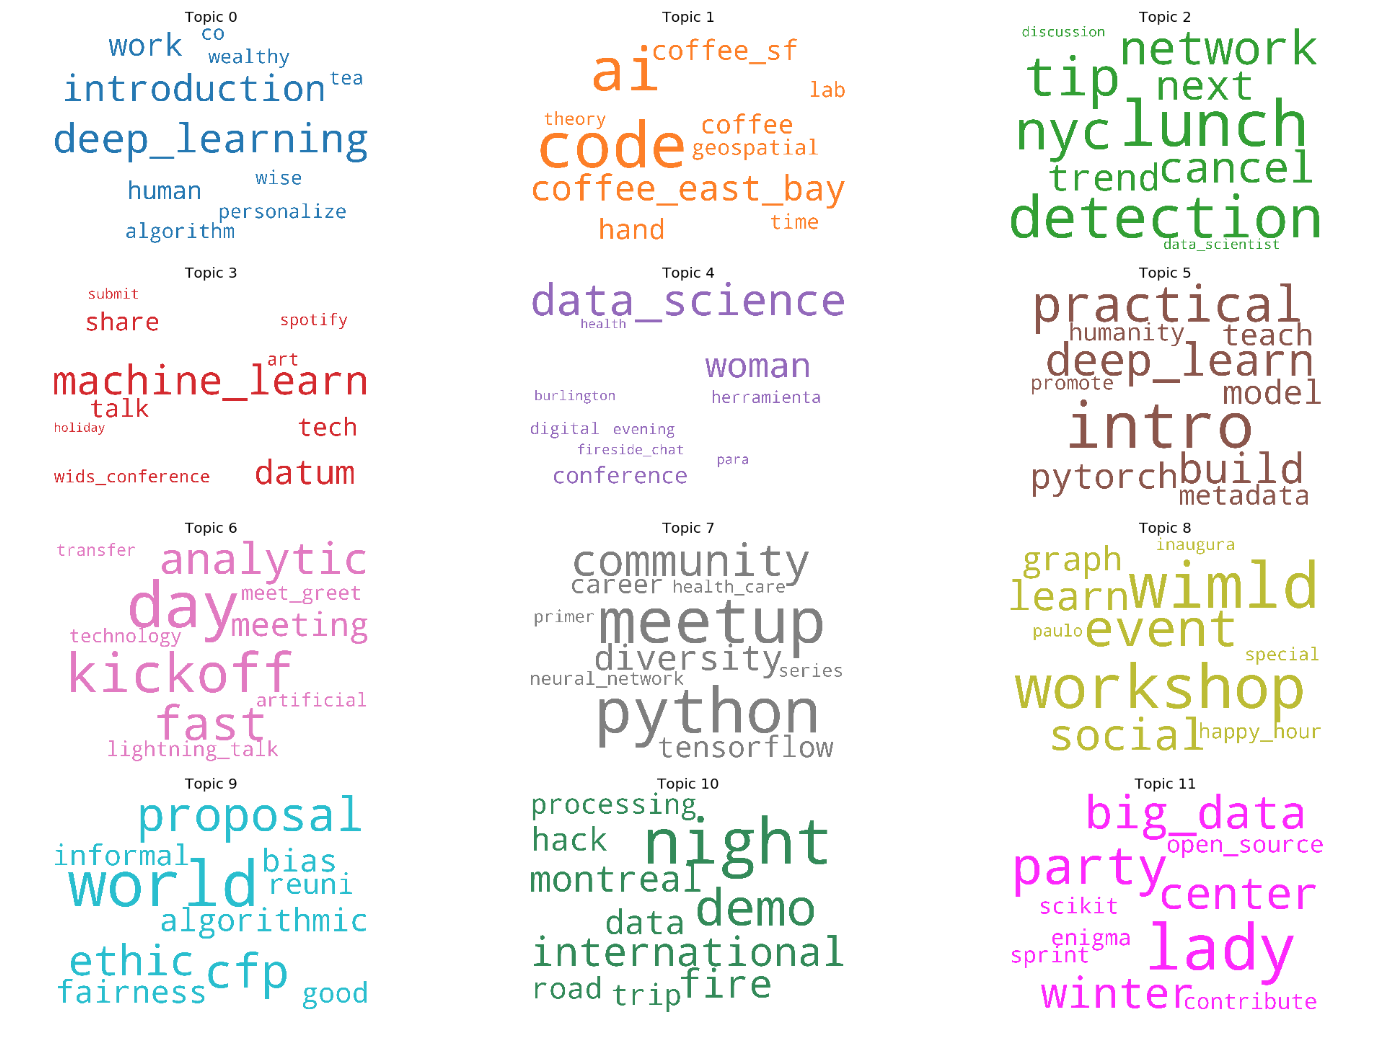 Topic 0
co
work
wealthy
tea
introduction
deep_learning
wise
human
personalize
algorithm
Topic 1
coffee_sf
ai
lab
theory
coffee
code
geospatial
coffee_east_bay
time
hand
Topic 2
discussion
network
tip
next
lunch
nyc
cancel
trend
detection
data_scientist
Topic 3
submit
share
spotify
art
machine_learn
talk
holiday
tech
datum
wids_conference
Topic 4
data_science
health
woman
burlington
herramienta
digital
evening
fireside_chat
para
conference
Topic 5
practical
humanity
teach
deep_learn
promote
model
intro
build
pytorch
metadata
Topic 6
transfer
analytic
day
meet_greet
meeting
technology
kickoff
artificial
fast
lightning_talk
Topic 7
community
career
health_care
primer
meetup
diversity
series
neural_network
python
tensorflow
Topic 8
inaugura
graph
wimld
learn
event
paulo
special
workshop
social
happy_hour
Topic 9
proposal
informal
bias
world
reuni
algorithmic
ethic
cfp
fairness
good
Topic 10
processing
night
hack
montreal
demo
data
international
fire
road
trip
Topic 11
big_data
open_source
party
center
scikit
enigma
lady
sprint
winter
contribute